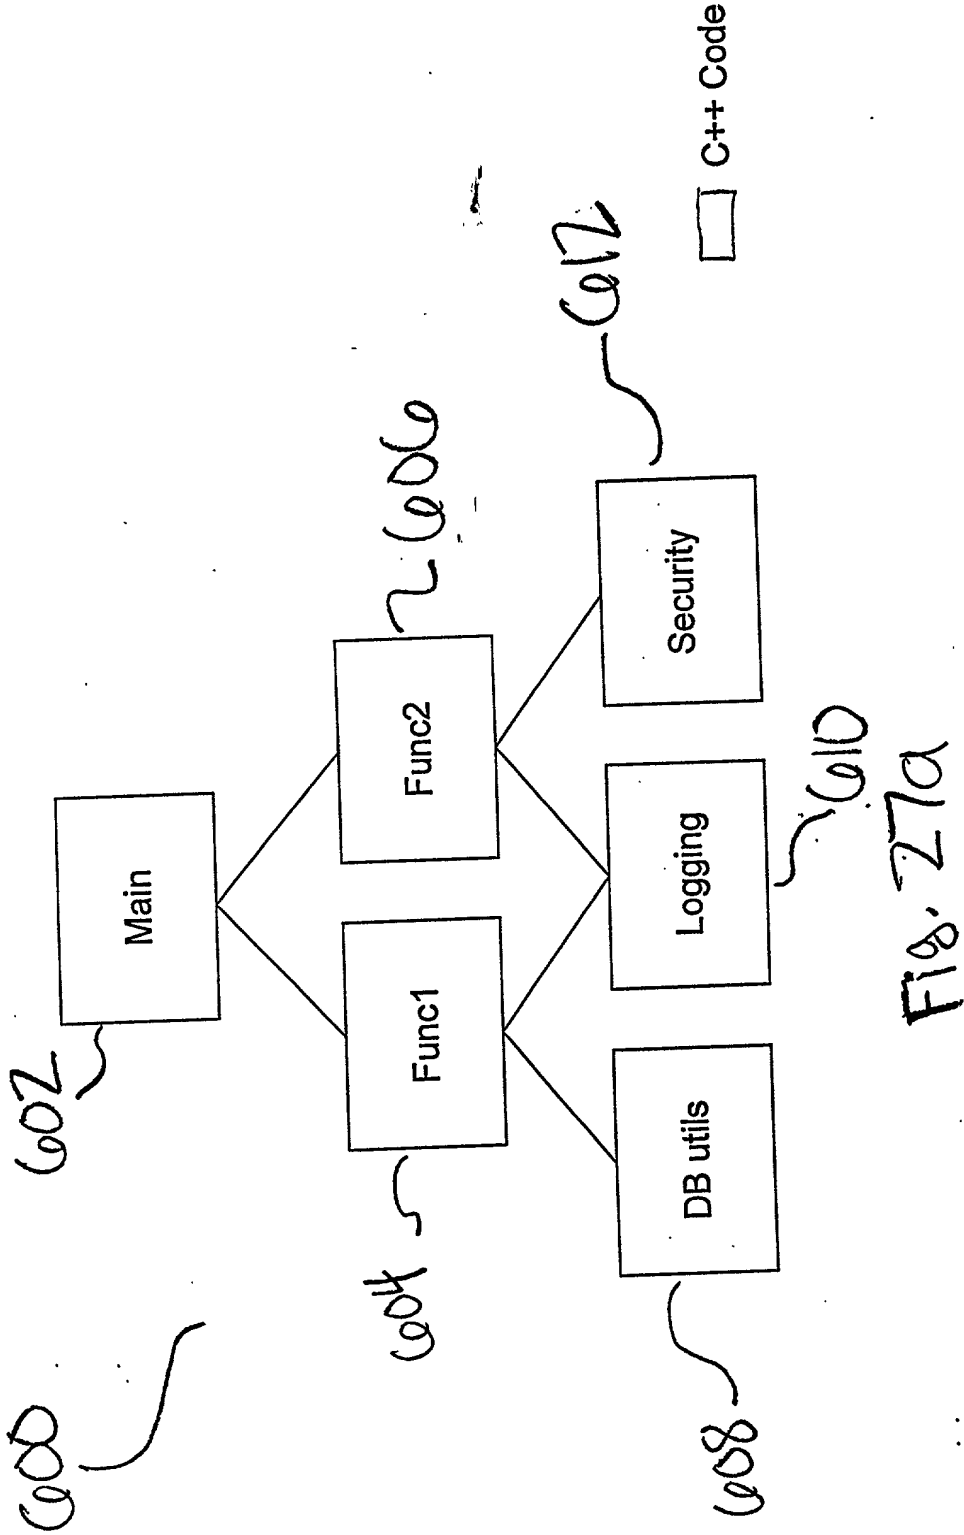 600
602
Main
604
Func1
Func2
606
608
DB utils
Logging
610
Security
612
C++ Code
Fig. 27a